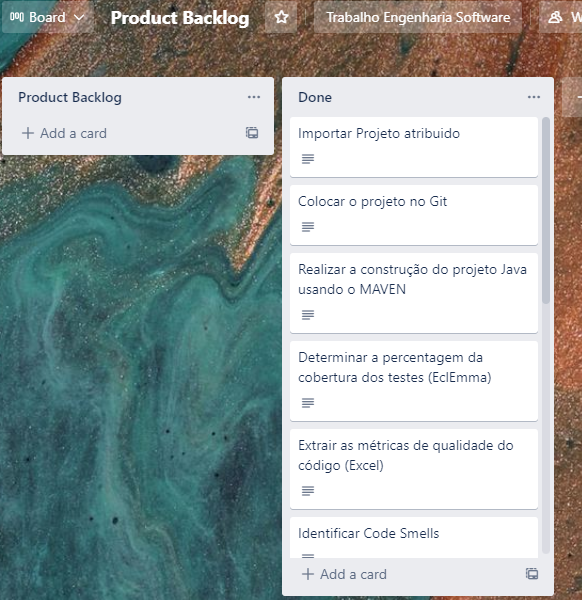 Board
Product Backlog
Trabalho Engenharia Software
W
Product Backlog
Add a card
Done
Importar Projeto atribuido
Colocar o projeto no Git
Realizar a construção do projeto Java
usando o MAVEN
Determinar a percentagem da
cobertura dos testes (EclEmma)
Extrair as métricas de qualidade do
código (Excel)
Identificar Code Smells
Add a card